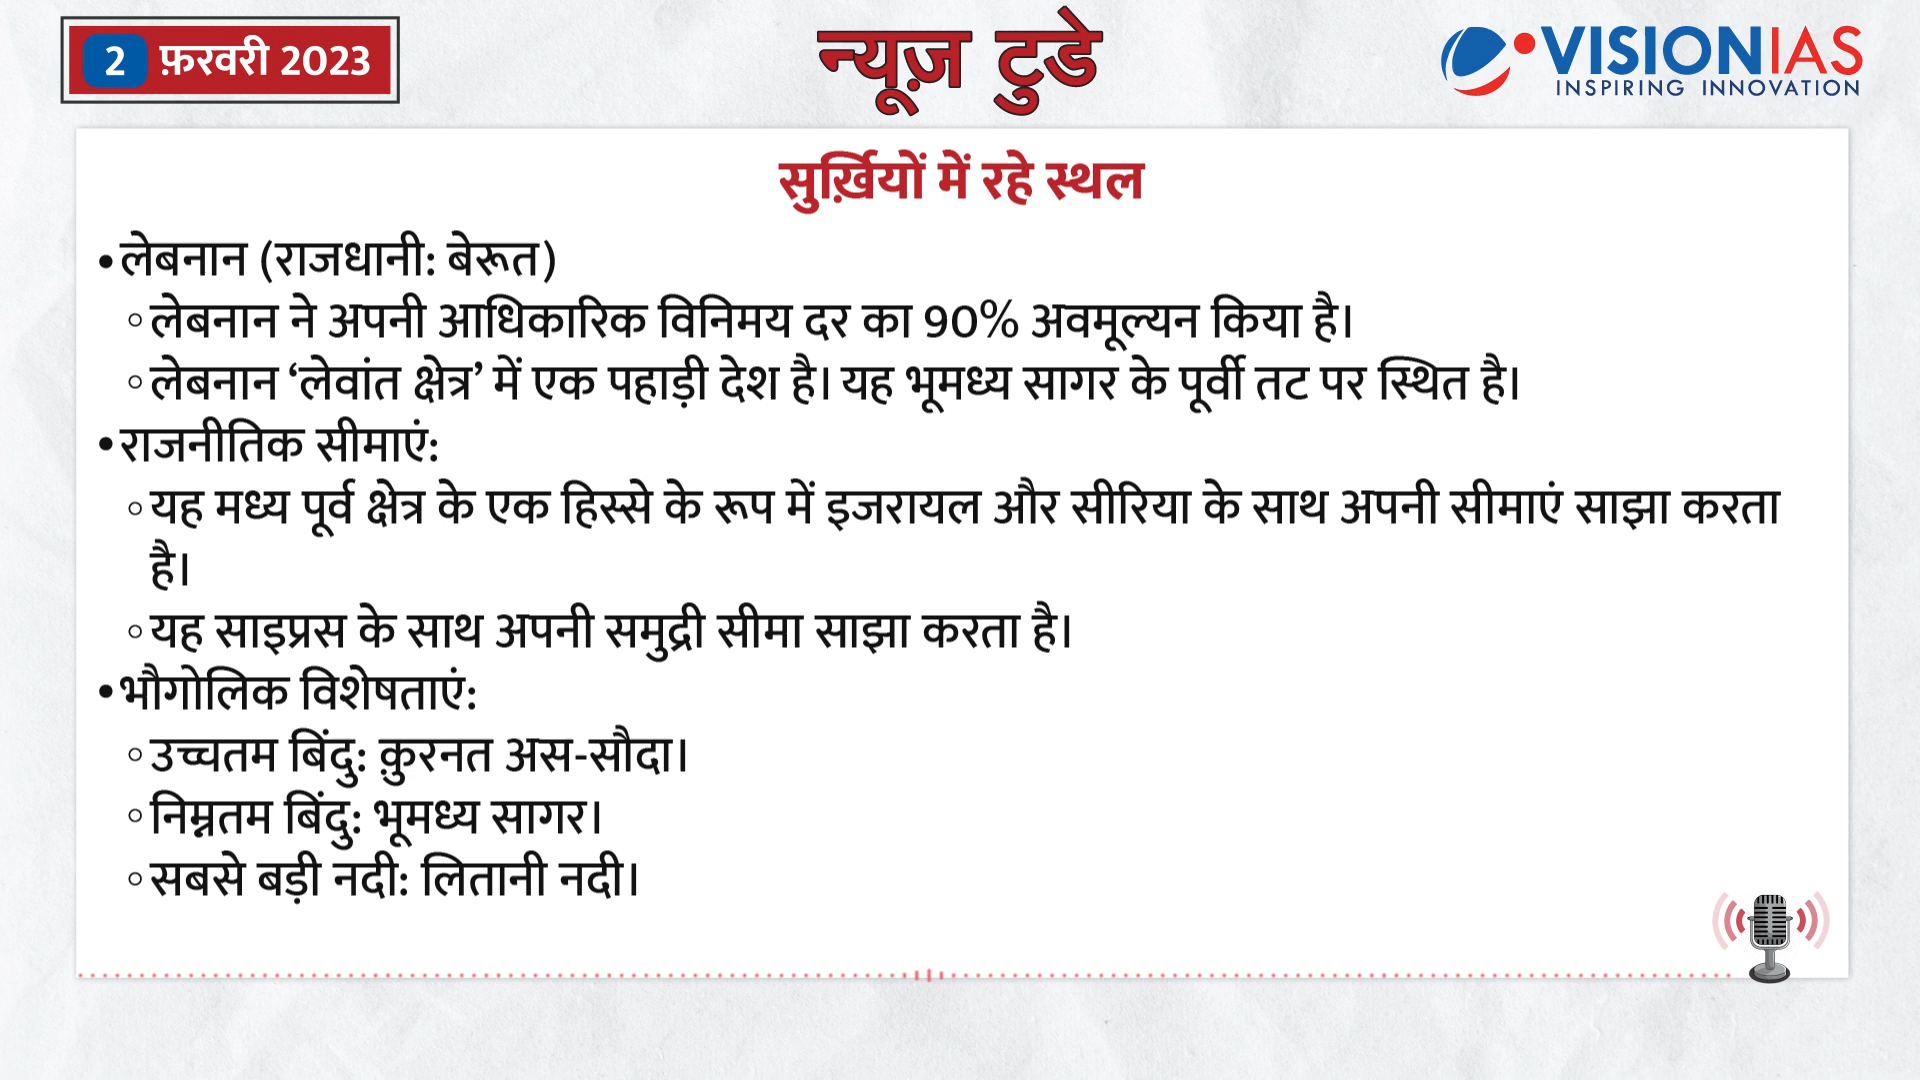 2 फ़रवरी 2023
न्यूज़ टुडे
VISIONIAS
INSPIRING INNOVATION
सुर्ख़ियों में रहे स्थल
•लेबनान (राजधानी: बेरूत)
◦लेबनान ने अपनी आधिकारिक विनिमय दर का 90% अवमूल्यन किया है।
◦लेबनान ‘लेवांत क्षेत्र’ में एक पहाड़ी देश है। यह भूमध्य सागर के पूर्वी तट पर स्थित है।
•राजनीतिक सीमाएं:
◦यह मध्य पूर्व क्षेत्र के एक हिस्से के रूप में इजरायल और सीरिया के साथ अपनी सीमाएं साझा करता
है।
◦यह साइप्रस के साथ अपनी समुद्री सीमा साझा करता है।
•भौगोलिक विशेषताएं:
◦उच्चतम बिंदु: क़ुरनत अस-सौदा।
◦निम्नतम बिंदु: भूमध्य सागर।
◦सबसे बड़ी नदी: लितानी नदी।